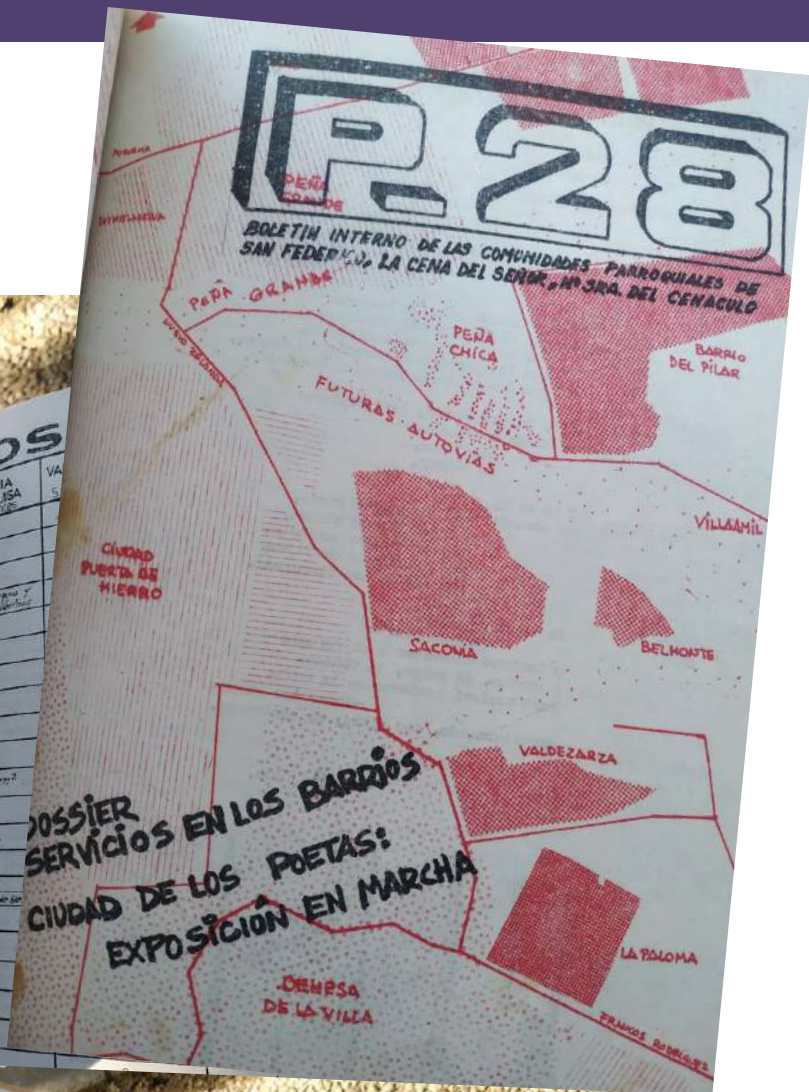 P.28
BOLETIN INTERNO DE LAS COMUNIDADES PARROQUIALES DE
SAN FEDERICO, LA CENA DEL SEÑOR, Nª SRA. DEL CENACULO
PEÑA
GRANDE
PEÑA GRANDE
PEÑA
CHICA
BARRIO
DEL PILAR
FUTURAS AUTOVIAS
VILLAAMIL
CIUDAD
PUERTA DE
HIERRO
SACONIA
BELMONTE
VALDEZARZA
DOSSIER
SERVICIOS EN LOS BARRIOS
CIUDAD DE LOS POETAS:
EXPOSICIÓN EN MARCHA
LA PALOMA
DEHESA
DE LA VILLA
FRANCOS RODRIGUEZ
OS